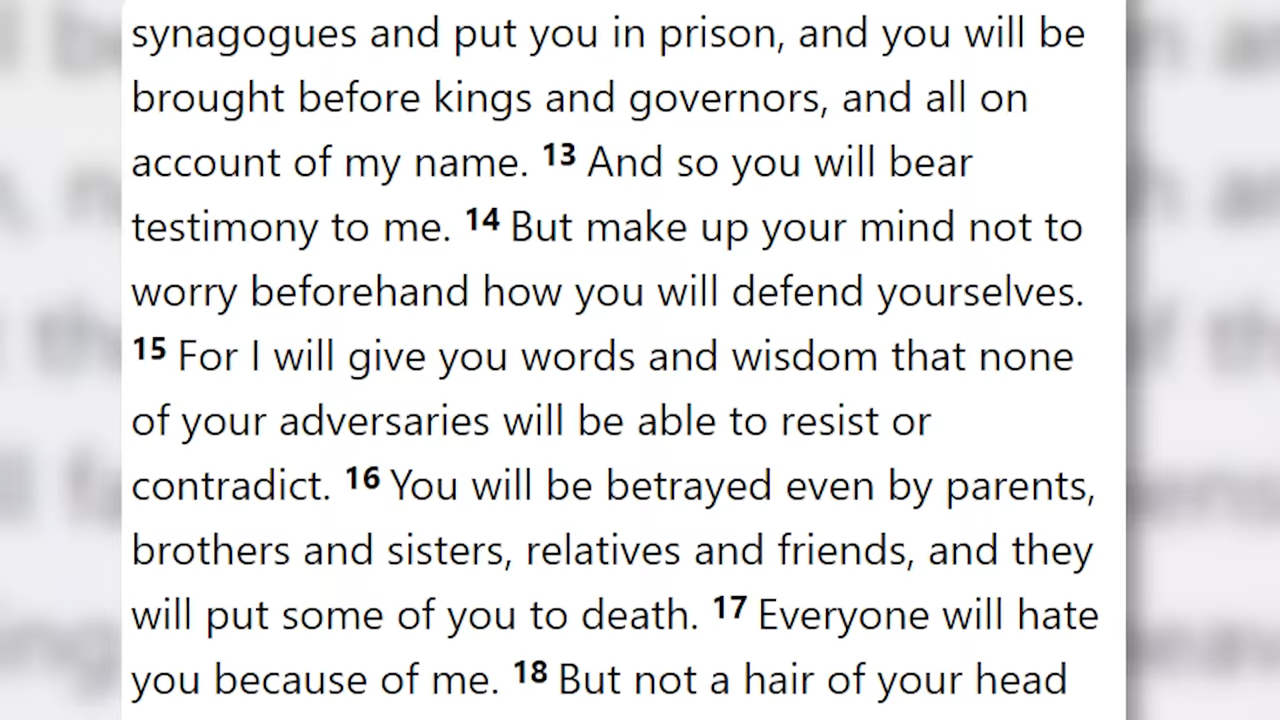 synagogues and put you in prison, and you will be
brought before kings and governors, and all on
account of my name. 13 And so you will bear
testimony to me. 14 But make up your mind not to
worry beforehand how you will defend yourselves.
15 For I will give you words and wisdom that none
of your adversaries will be able to resist or
contradict. 16 You will be betrayed even by parents,
brothers and sisters, relatives and friends, and they
will put some of you to death. 17 Everyone will hate
you because of me. 18 But not a hair of your head